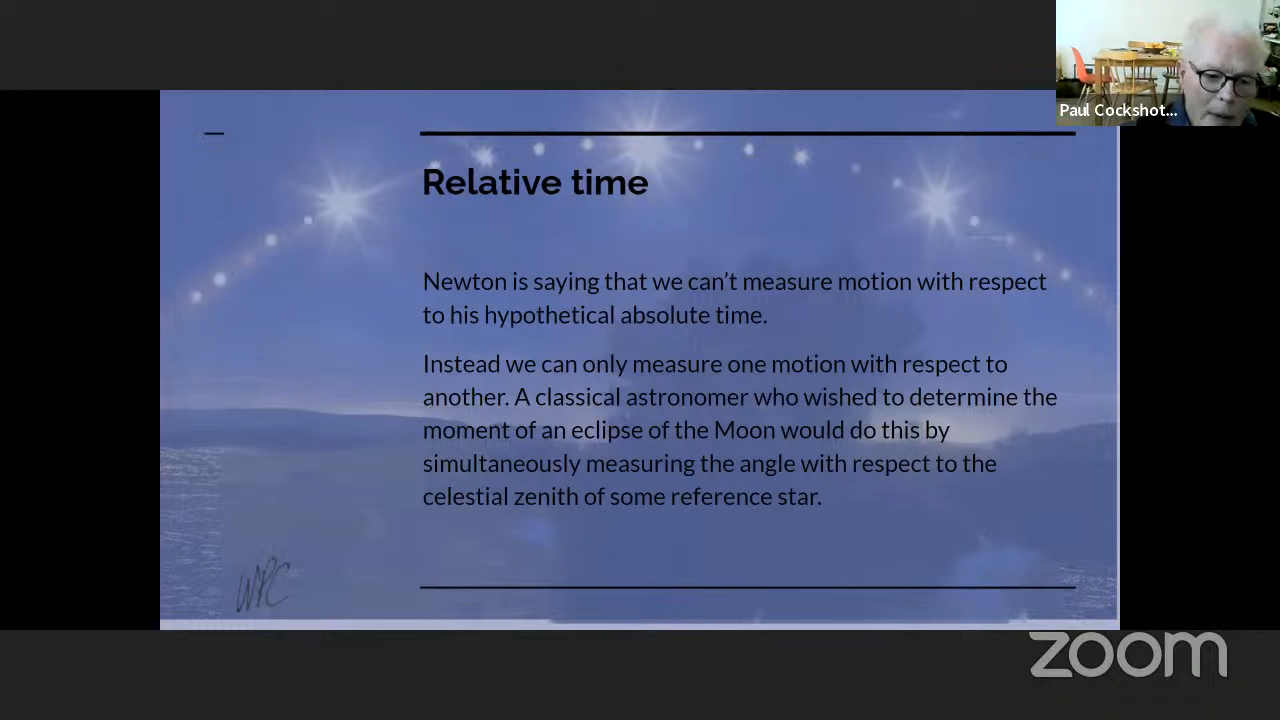 Paul Cockshot...
Relative time
Newton is saying that we can't measure motion with respect
to his hypothetical absolute time.
Instead we can only measure one motion with respect to
another. A classical astronomer who wished to determine the
moment of an eclipse of the Moon would do this by
simultaneously measuring the angle with respect to the
celestial zenith of some reference star.
WPC
zoom